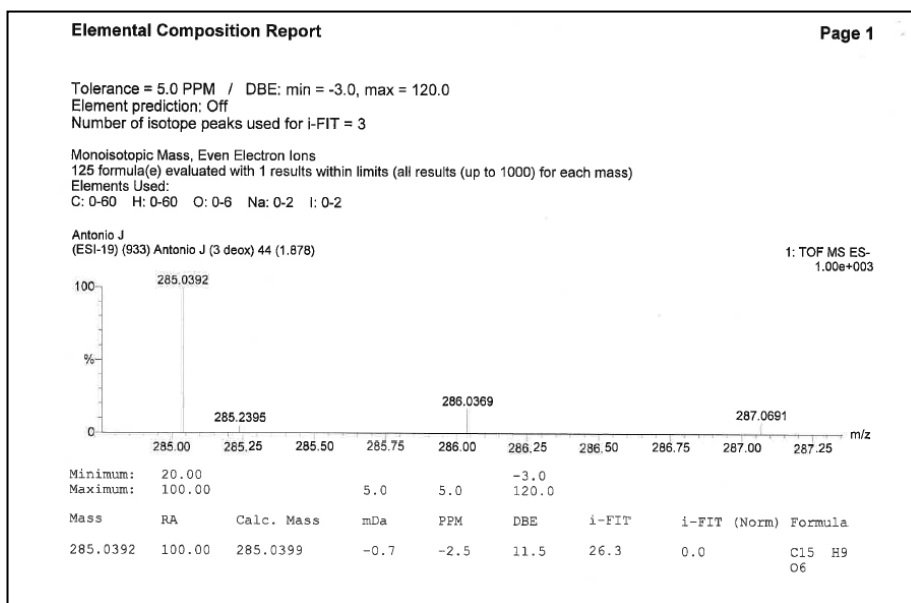 Elemental Composition Report Page 1
Tolerance = 5.0 PPM / DBE: min = -3.0, max = 120.0
Element prediction: Off
Number of isotope peaks used for i-FIT = 3
Monoisotopic Mass, Even Electron Ions
125 formula(e) evaluated with 1 results within limits (all results (up to 1000) for each mass)
Elements Used:
C: 0-60 H: 0-60 O: 0-6 Na: 0-2 I: 0-2
Antonio J
(ESI-19) (933) Antonio J (3 deox) 44 (1.878) 1: TOF MS ES-
1.00e+003
285.0392
100
%
286.0369
285.2395 287.0691
0
m/z
285.00 285.25 285.50 285.75 286.00 286.25 286.50 286.75 287.00 287.25
Minimum: 20.00 -3.0
Maximum: 100.00 5.0 5.0 120.0
Mass RA Calc. Mass mDa PPM DBE i-FIT i-FIT (Norm) Formula
285.0392 100.00 285.0399 -0.7 -2.5 11.5 26.3 0.0 C15 H9
O6